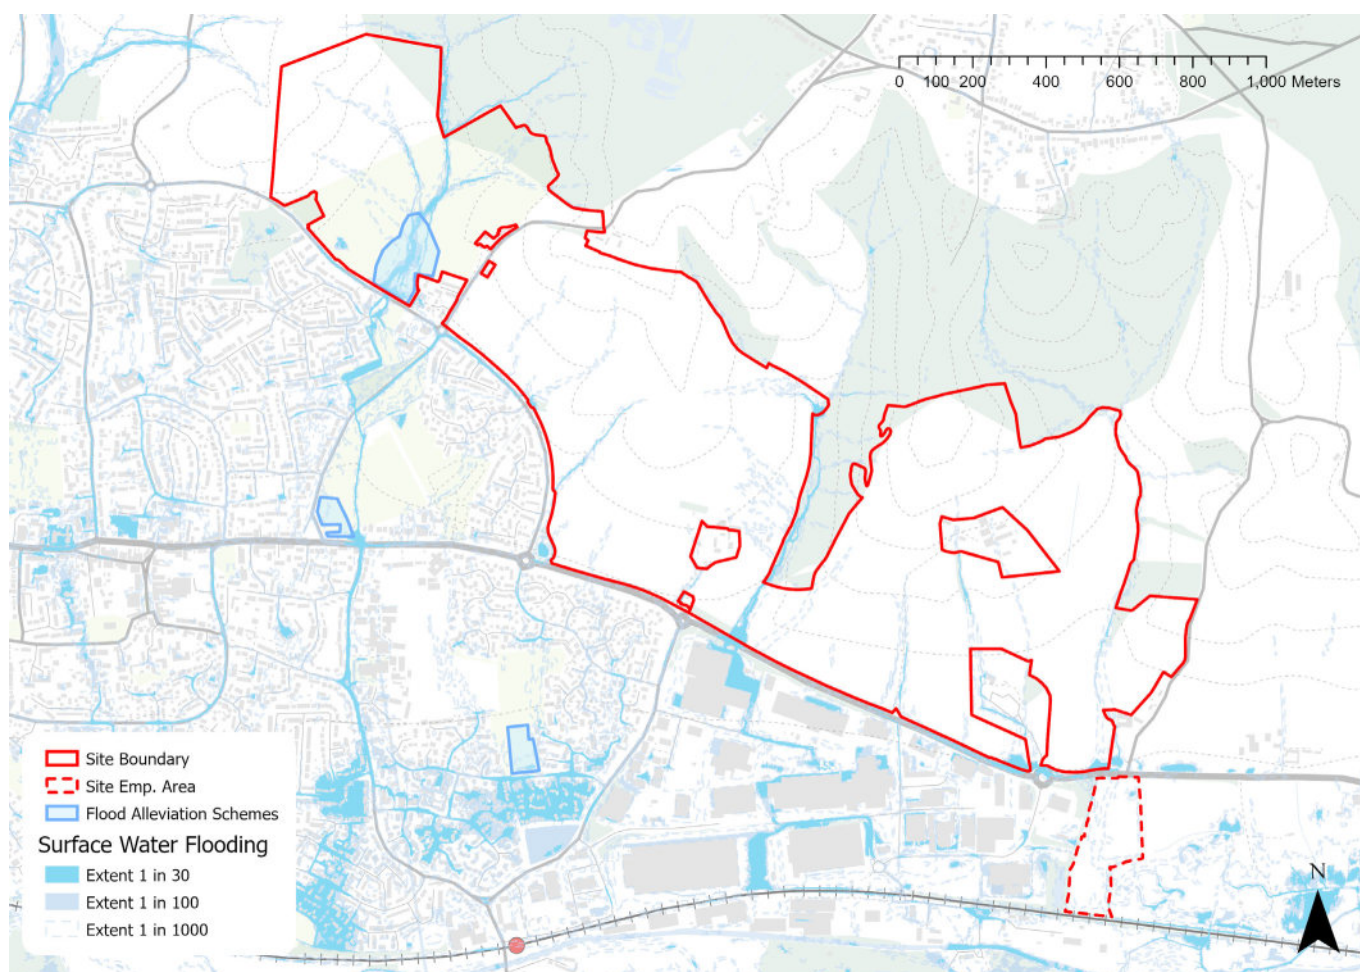 0 100 200 400 600 800 1,000 Meters
Site Boundary
Site Emp. Area
Flood Alleviation Schemes
Surface Water Flooding
Extent 1 in 30
Extent 1 in 100
Extent 1 in 1000
N